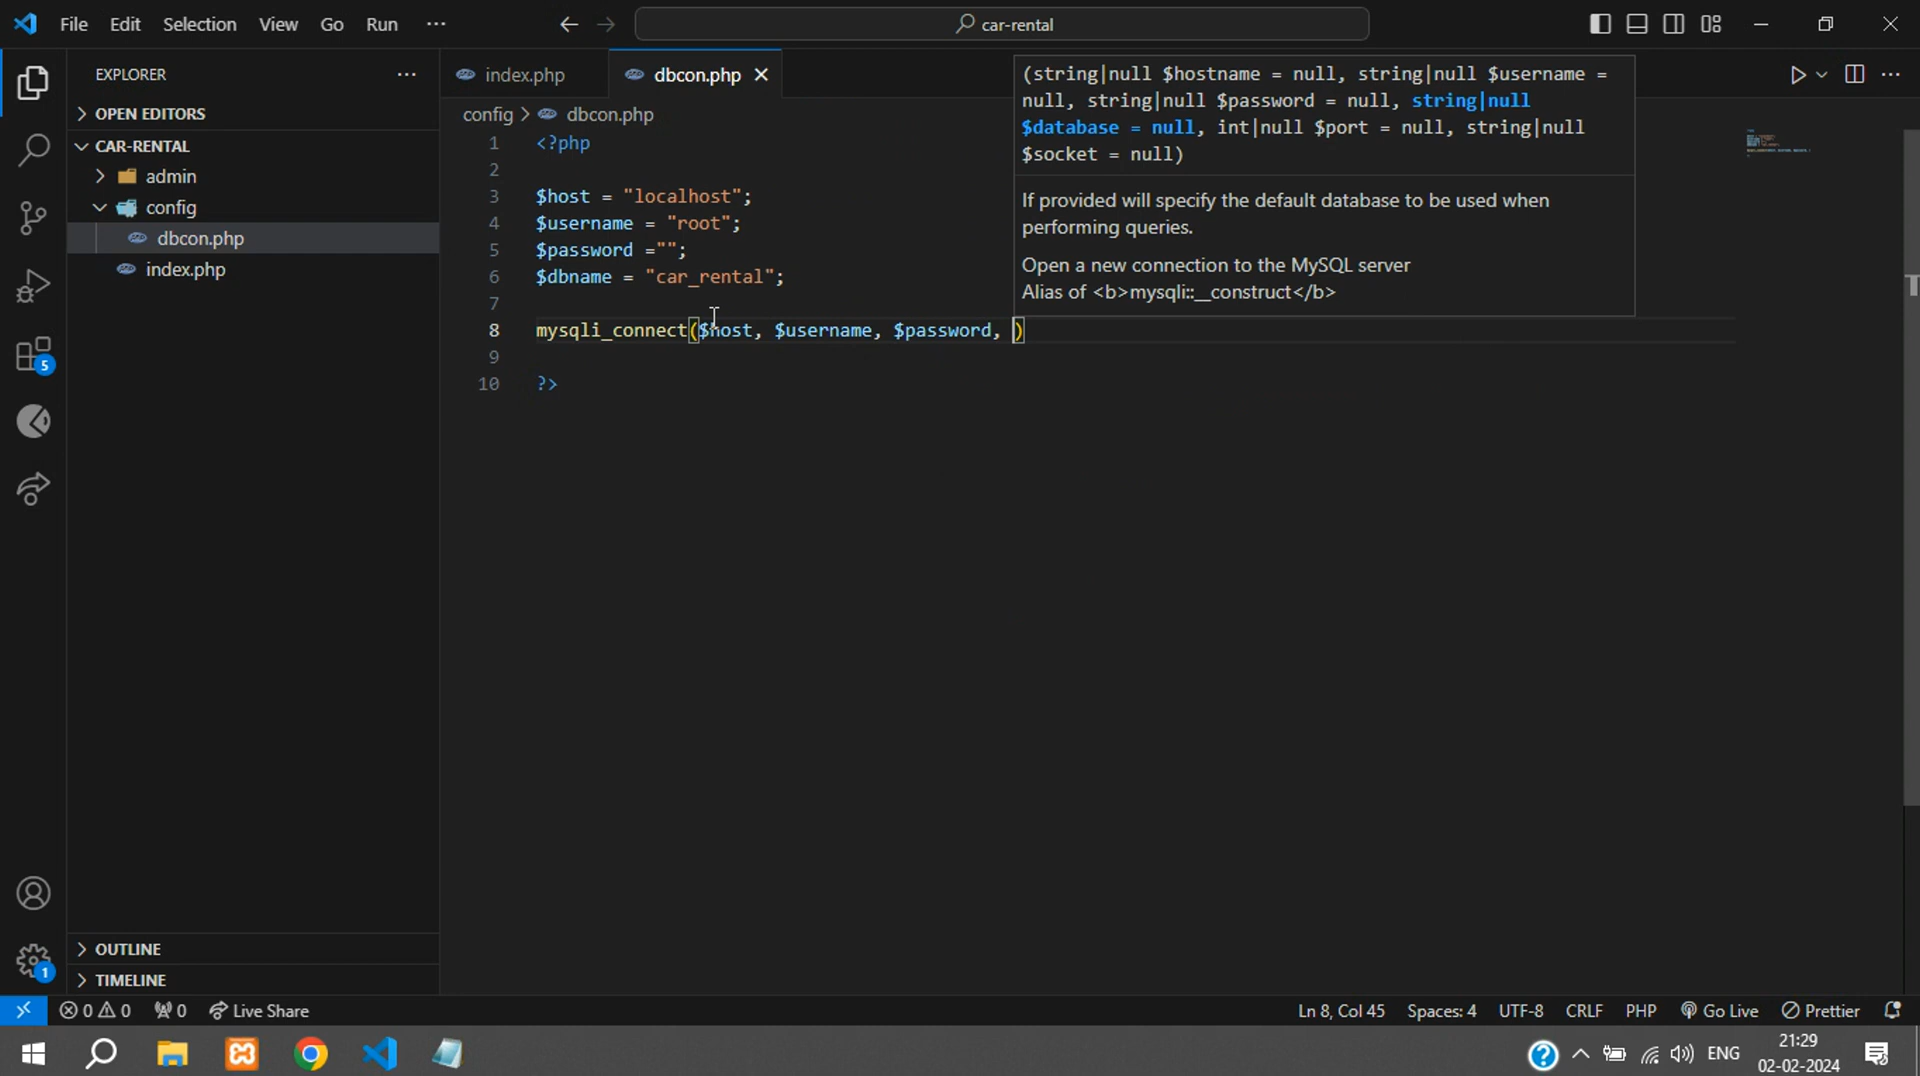 File Edit Selection View Go Run ···
car-rental
EXPLORER ···
OPEN EDITORS
CAR-RENTAL
admin
config
dbcon.php
index.php
OUTLINE
TIMELINE
5
1
index.php
dbcon.php
config > dbcon.php
1 <?php
2
3 $host = "localhost";
4 $username = "root";
5 $password ="";
6 $dbname = "car_rental";
7
8 mysqli_connect($host, $username, $password, )
9
10 ?>
(string|null $hostname = null, string|null $username =
null, string|null $password = null, string|null
$database = null, int|null $port = null, string|null
$socket = null)
If provided will specify the default database to be used when
performing queries.
Open a new connection to the MySQL server
Alias of <b>mysqli::__construct</b>
0 0 0 Live Share Ln 8, Col 45 Spaces: 4 UTF-8 CRLF PHP Go Live Prettier
ENG
21:29
02-02-2024